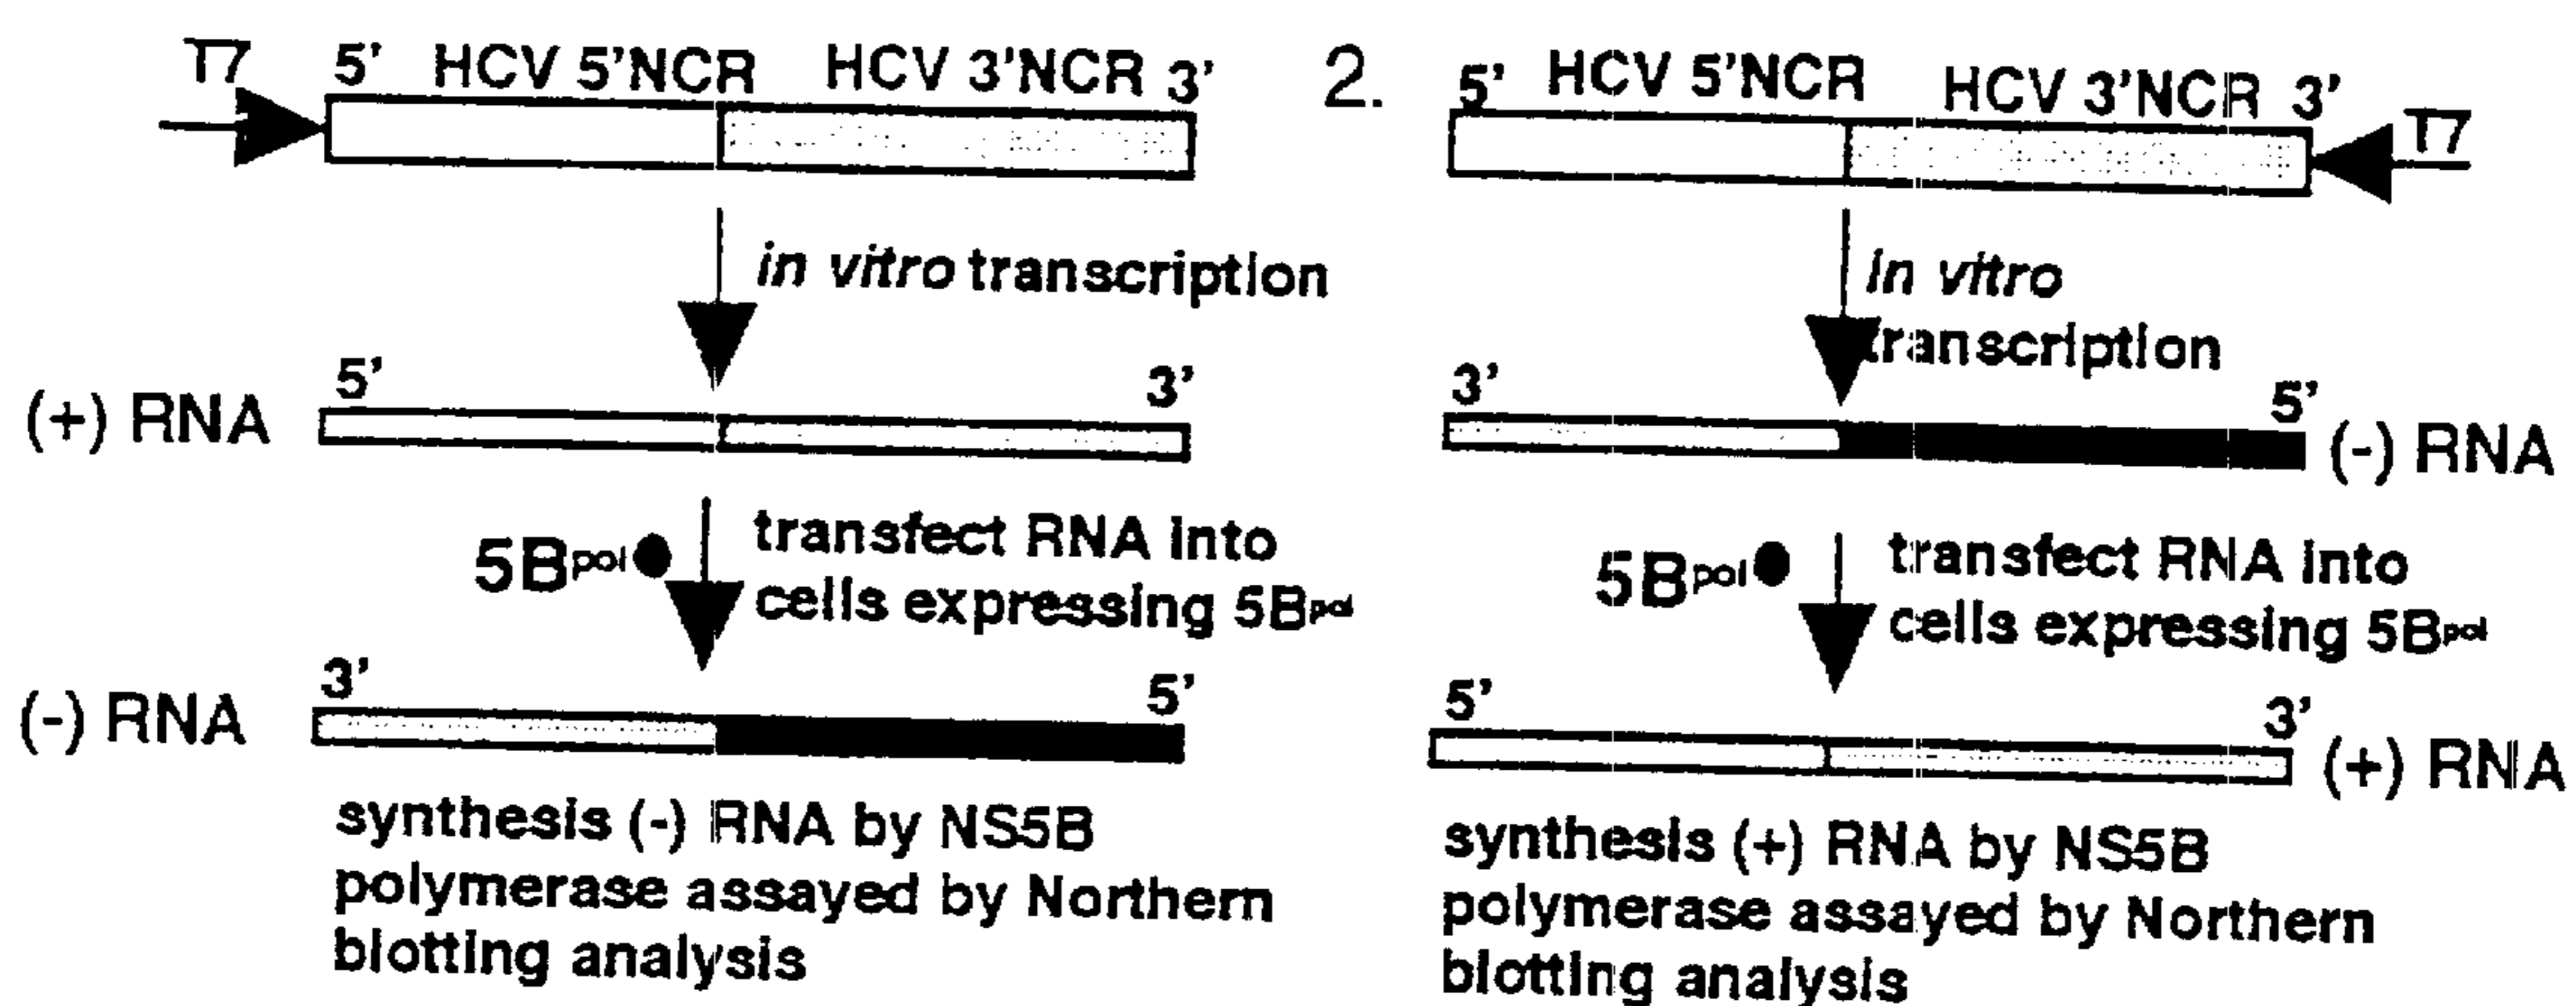 T7 5' HCV 5'NCR HCV 3'NCR 3'
in vitro transcription
5' 3'
(+) RNA
5Bpol transfect RNA into
cells expressing 5Bpol
3' 5'
(-) RNA
synthesis (-) RNA by NS5B
polymerase assayed by Northern
blotting analysis
2. 5' HCV 5'NCR HCV 3'NCR 3' T7
in vitro
transcription
3' 5'
(-) RNA
5Bpol transfect RNA into
cells expressing 5Bpol
5' 3'
(+) RNA
synthesis (+) RNA by NS5B
polymerase assayed by Northern
blotting analysis